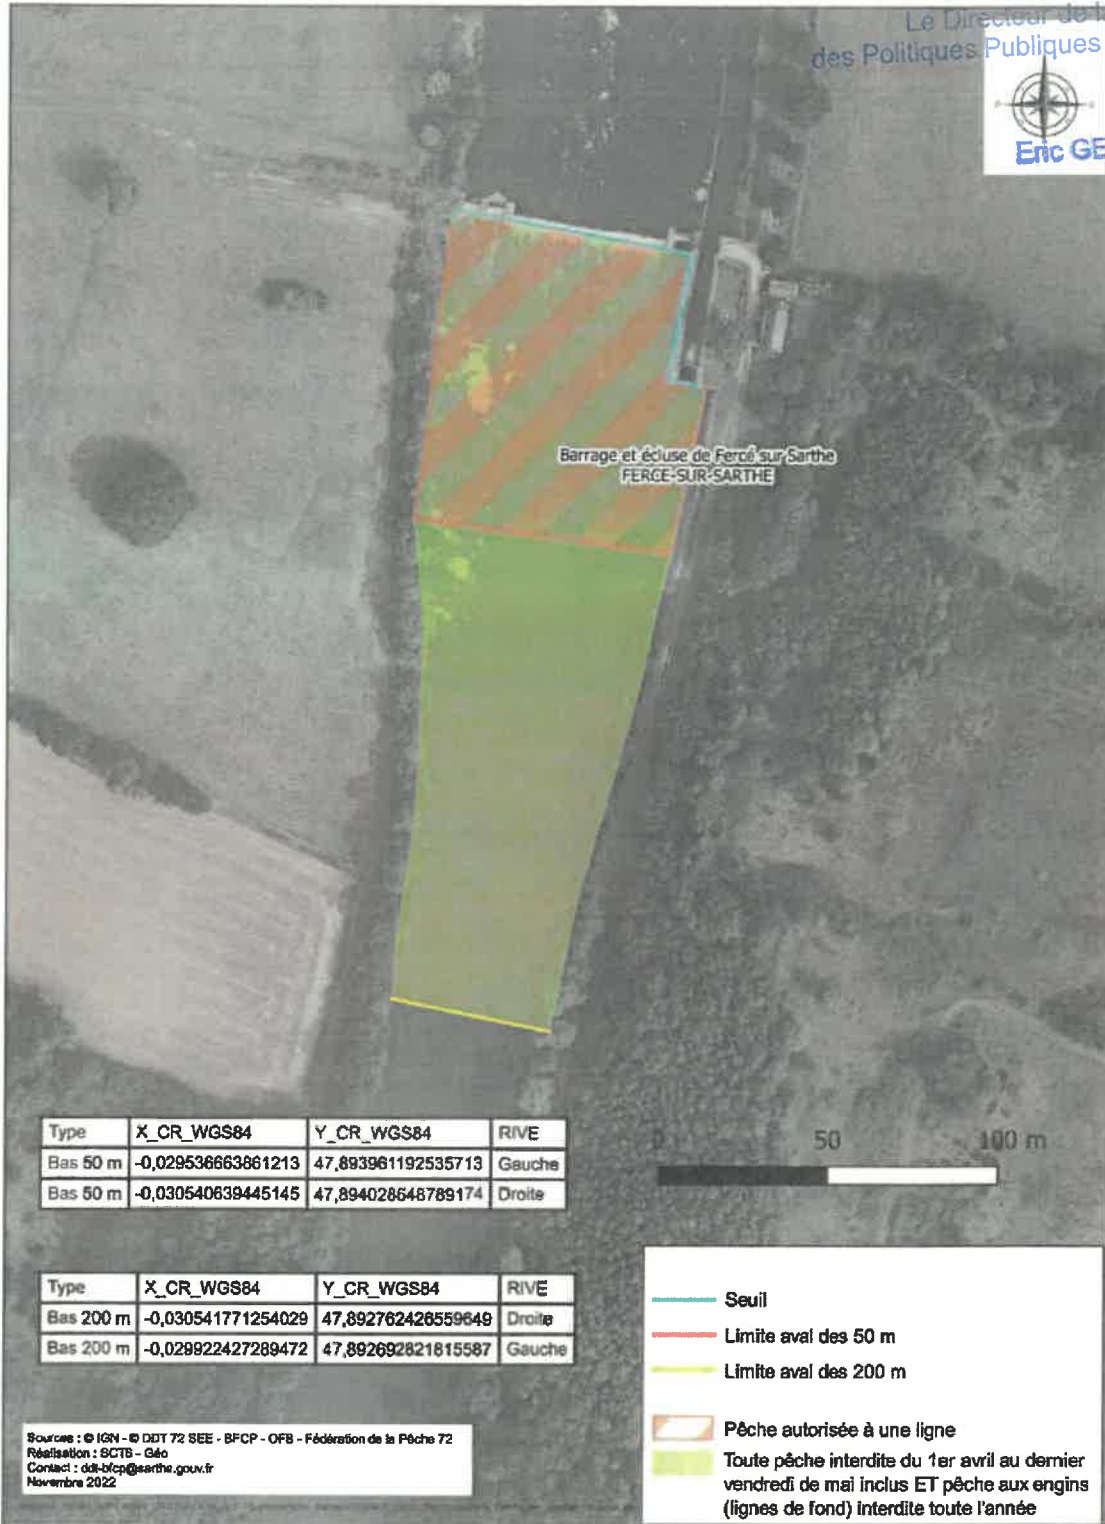 Le Directeur de
des Politiques Publiques
Eric GE
Barrage et écluse de Fercé sur Sarthe
FERCE-SUR-SARTHE
Type X_CR_WGS84 Y_CR_WGS84 RIVE
Bas 50 m -0,029536663861213 47,893961192535713 Gauche
Bas 50 m -0,030540639445145 47,894028648789174 Droite
0 50 100 m
Type X_CR_WGS84 Y_CR_WGS84 RIVE
Bas 200 m -0,030541771254029 47,892762426559649 Droite
Bas 200 m -0,029922427289472 47,892692821815587 Gauche
Seuil
Limite aval des 50 m
Limite aval des 200 m
Pêche autorisée à une ligne
Toute pêche interdite du 1er avril au dernier
vendredi de mai inclus ET pêche aux engins
(lignes de fond) interdite toute l'année
Sources : © IGN - © DDT 72 SEE - BFCP - OFB - Fédération de la Pêche 72
Réalisation : SCTS - Géo
Contact : ddt-bfcp@sarthe.gouv.fr
Novembre 2022